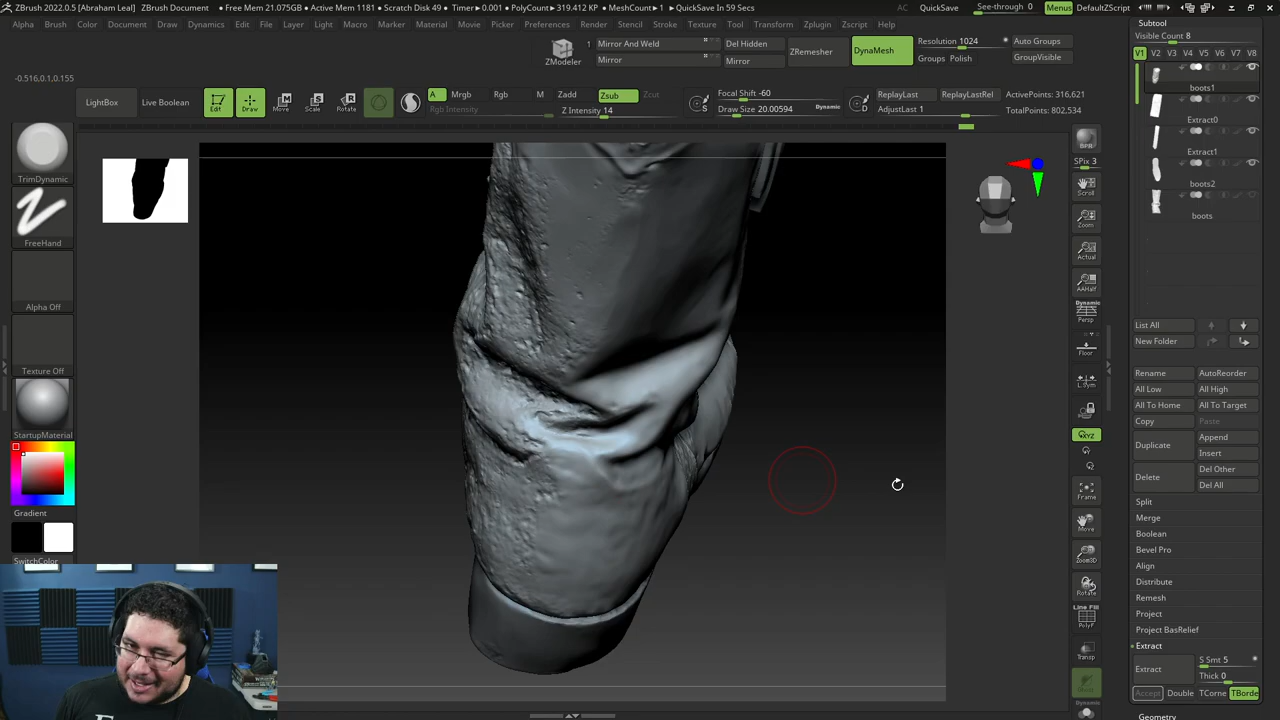 ZBrush 2022.0.5 [Abraham Leal] ZBrush Document • Free Mem 21.075GB • Active Mem 1181 • Scratch Disk 49 • Timer▸0.001 • PolyCount▸319.412 KP • MeshCount▸1 • QuickSave In 59 Secs AC QuickSave See-through 0 Menus DefaultZScript
Alpha Brush Color Document Draw Dynamics Edit File Layer Light Macro Marker Material Movie Picker Preferences Render Stencil Stroke Texture Tool Transform Zplugin Zscript Help
-0.516,0.1,0.155
ZModeler
1 Mirror And Weld
Mirror
Del Hidden
Mirror
ZRemesher
DynaMesh
Resolution 1024
Groups Polish
Auto Groups
GroupVisible
LightBox
Live Boolean
Edit
Draw
Move
Scale
Rotate
A Mrgb Rgb M
Rgb Intensity
Zadd Zsub Zcut
Z Intensity 14
S
Focal Shift -60
Draw Size 20.00594 Dynamic
D
ReplayLast ReplayLastRel
AdjustLast 1
ActivePoints: 316,621
TotalPoints: 802,534
TrimDynamic
FreeHand
Alpha Off
Texture Off
StartupMaterial
Gradient
SwitchColor
BPR
SPix 3
Scroll
Zoom
Actual
AAHalf
Dynamic
Persp
Floor
L.Sym
XYZ
Frame
Move
Zoom3D
Rotate
Line Fill
PolyF
Transp
Dynamic
Subtool
Visible Count 8
V1 V2 V3 V4 V5 V6 V7 V8
boots1
Extract0
Extract1
boots2
boots
List All
New Folder
Rename AutoReorder
All Low All High
All To Home All To Target
Copy Paste
Duplicate
Append
Insert
Delete
Del Other
Del All
Split
Merge
Boolean
Bevel Pro
Align
Distribute
Remesh
Project
Project BasRelief
Extract
Extract
S Smt 5
Thick 0
Accept Double TCorne TBorde
Geometry